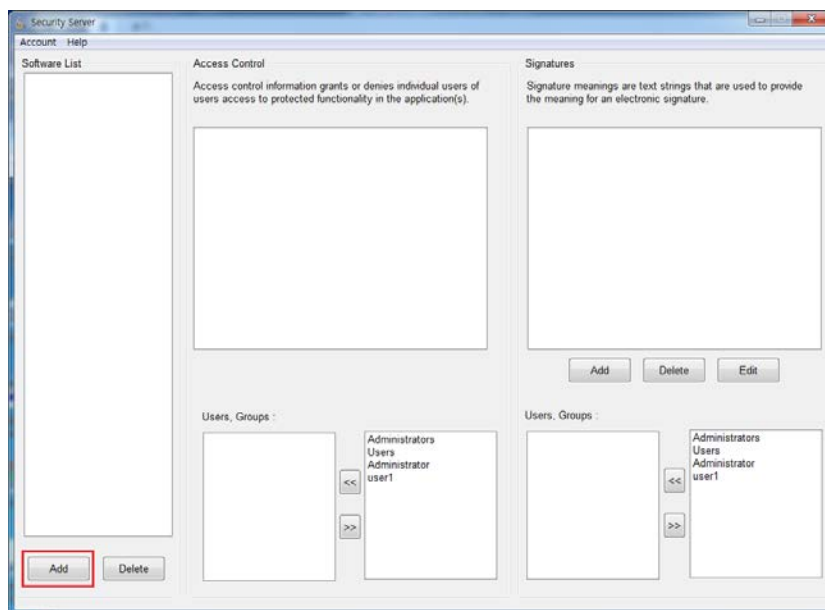 Security Server
Account Help
Software List
Add
Delete
Access Control
Access control information grants or denies individual users of
users access to protected functionality in the application(s).
Users, Groups :
<<
>>
Administrators
Users
Administrator
user1
Signatures
Signature meanings are text strings that are used to provide
the meaning for an electronic signature.
Add
Delete
Edit
Users, Groups :
<<
>>
Administrators
Users
Administrator
user1